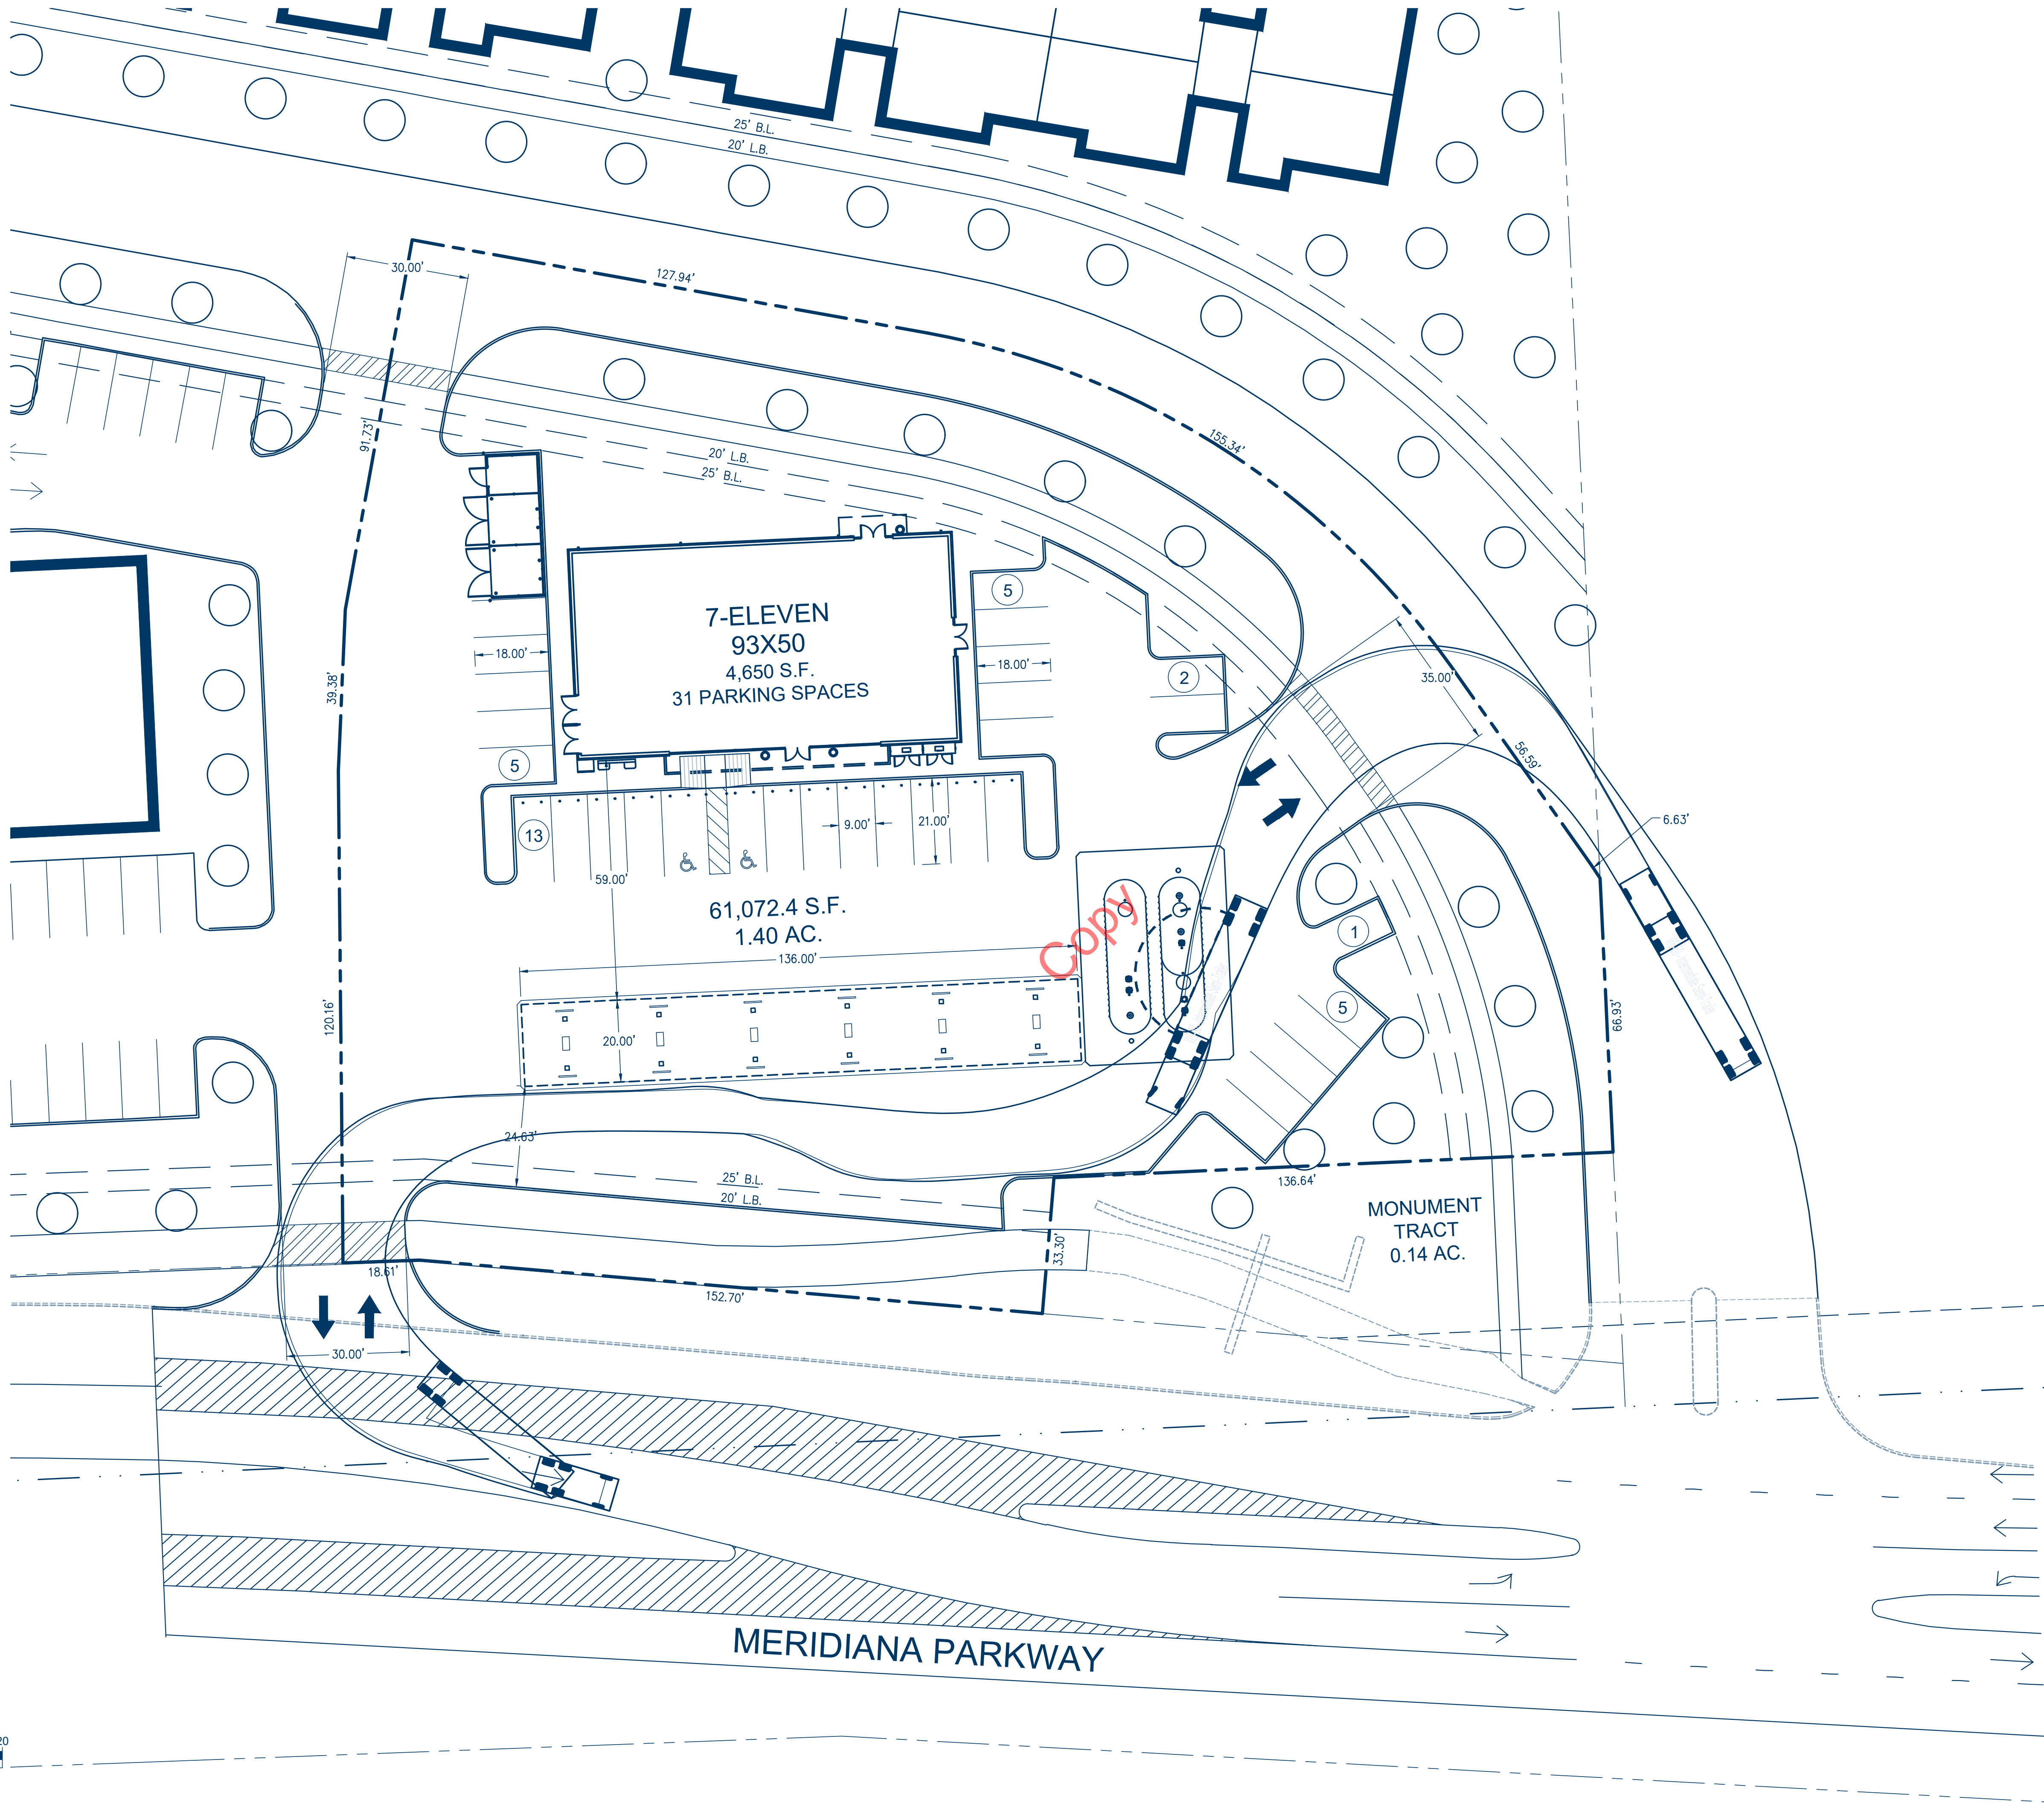 25' B.L.
20' L.B.
30.00'
127.94'
91.73'
155.34'
20' L.B.
25' B.L.
5
7-ELEVEN
93X50
4,650 S.F.
31 PARKING SPACES
18.00'
18.00'
2
35.00'
39.38'
56.59'
5
13
9.00'
21.00'
6.63'
59.00'
61,072.4 S.F.
1.40 AC.
Copy
1
136.00'
5
120.16'
66.93'
20.00'
24.63'
25' B.L.
20' L.B.
136.64'
MONUMENT
TRACT
0.14 AC.
33.30'
18.61'
152.70'
30.00'
MERIDIANA PARKWAY
20